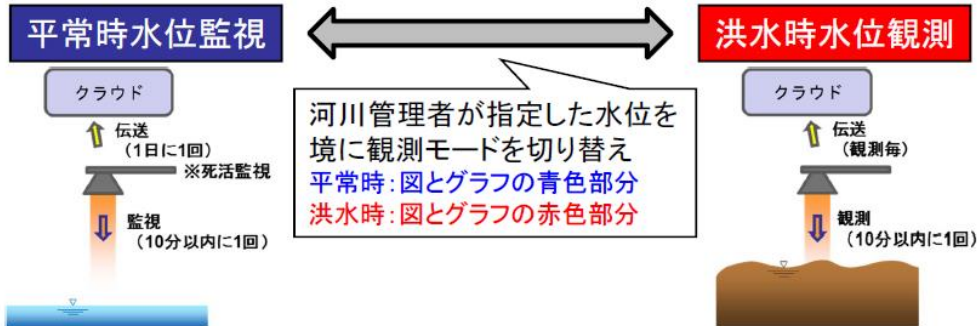 平常時水位監視
洪水時水位観測
クラウド
伝送
(1日に1回)
※死活監視
監視
(10分以内に1回)
河川管理者が指定した水位を
境に観測モードを切り替え
平常時:図とグラフの青色部分
洪水時:図とグラフの赤色部分
クラウド
伝送
(観測毎)
観測
(10分以内に1回)